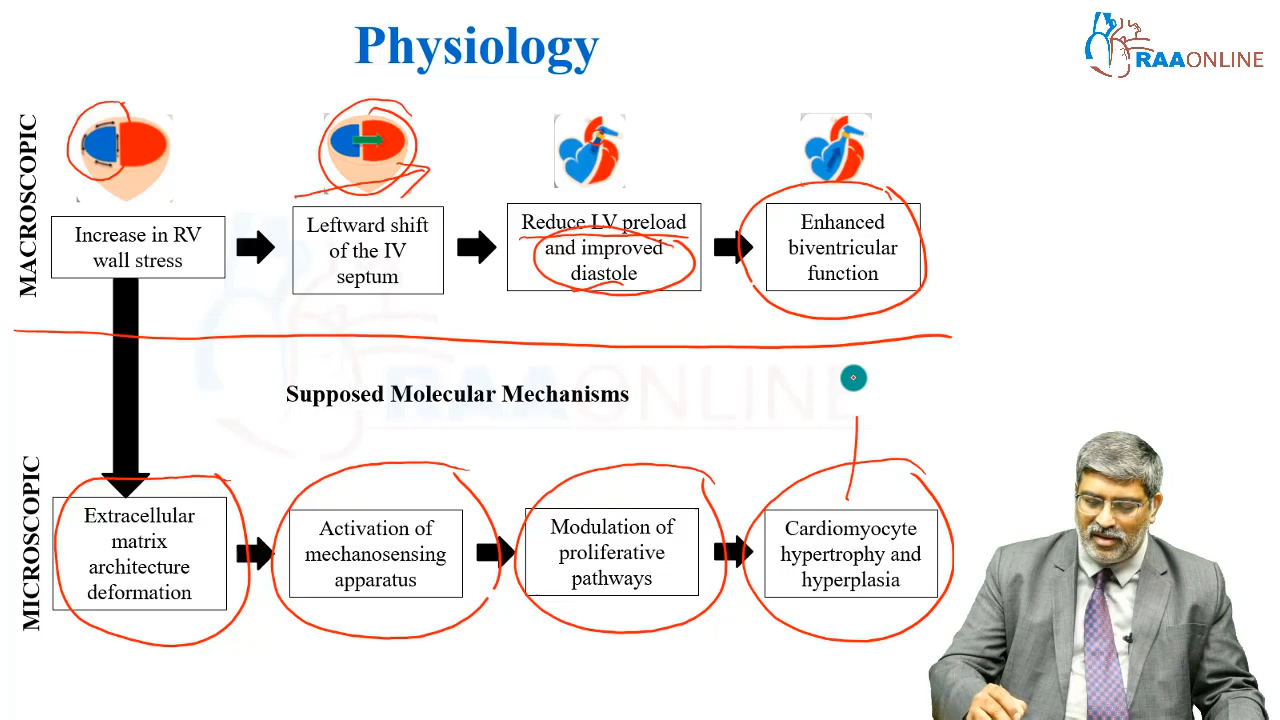 Physiology
RAAONLINE
MACROSCOPIC
Increase in RV
wall stress
Leftward shift
of the IV
septum
Reduce LV preload
and improved
diastole
Enhanced
biventricular
function
RAAONLINE
Supposed Molecular Mechanisms
MICROSCOPIC
Extracellular
matrix
architecture
deformation
Activation of
mechanosensing
apparatus
Modulation of
proliferative
pathways
Cardiomyocyte
hypertrophy and
hyperplasia